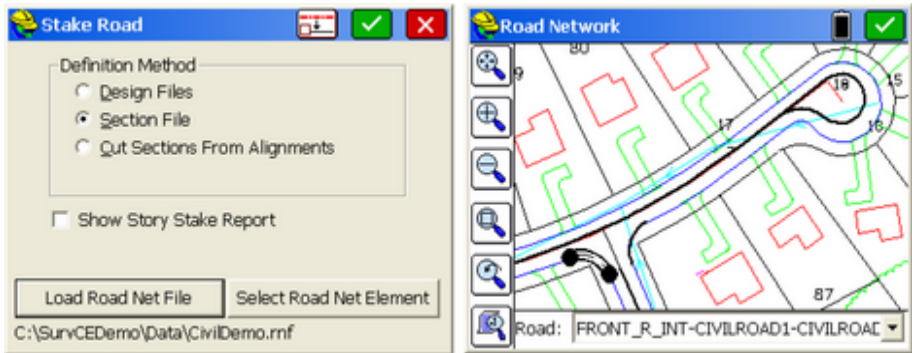 Stake Road
Definition Method
Design Files
Section File
Cut Sections From Alignments
Show Story Stake Report
Load Road Net File
Select Road Net Element
C:\SurvCEDemo\Data\CivilDemo.rnf
Road Network
80
9
18
15
17
16
87
Road: FRONT_R_INT-CIVILROAD1-CIVILROAD